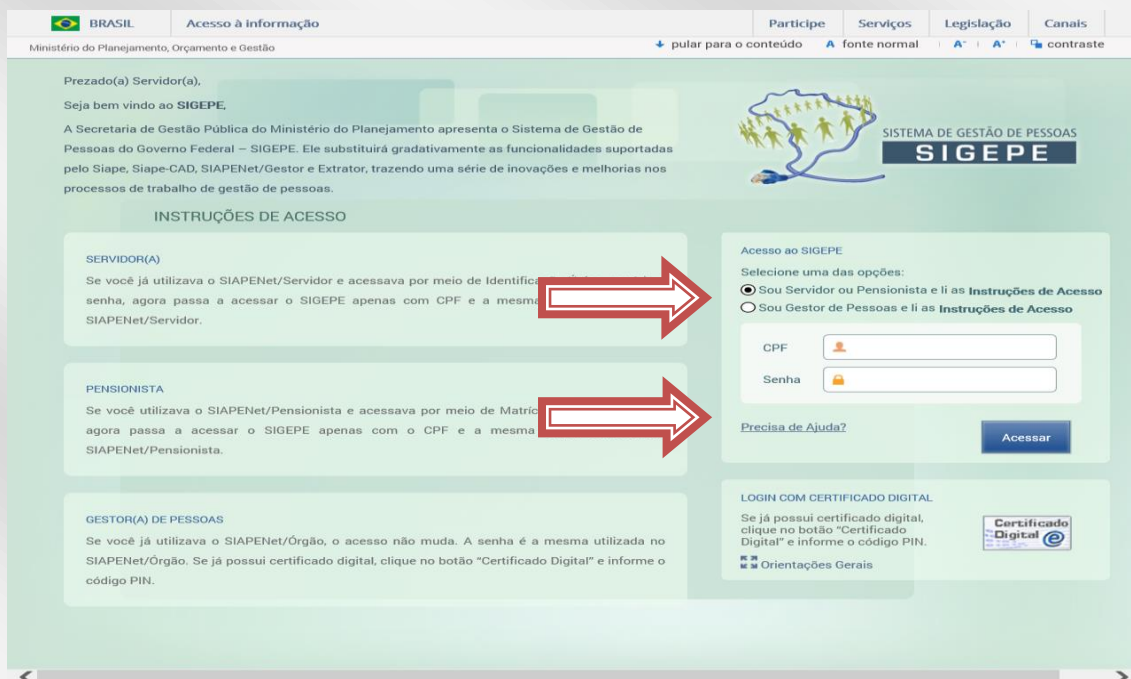 BRASIL Acesso à informação Participe Serviços Legislação Canais
Ministério do Planejamento, Orçamento e Gestão pular para o conteúdo A fonte normal A- A+ contraste
Prezado(a) Servidor(a),
Seja bem vindo ao SIGEPE,
A Secretaria de Gestão Pública do Ministério do Planejamento apresenta o Sistema de Gestão de
Pessoas do Governo Federal – SIGEPE. Ele substituirá gradativamente as funcionalidades suportadas
pelo Siape, Siape-CAD, SIAPENet/Gestor e Extrator, trazendo uma série de inovações e melhorias nos
processos de trabalho de gestão de pessoas.
SISTEMA DE GESTÃO DE PESSOAS
SIGEPE
INSTRUÇÕES DE ACESSO
SERVIDOR(A)
Se você já utilizava o SIAPENet/Servidor e acessava por meio de
senha, agora passa a acessar o SIGEPE apenas com CPF e a mesma
SIAPENet/Servidor.
PENSIONISTA
Se você utilizava o SIAPENet/Pensionista e acessava por meio de
agora passa a acessar o SIGEPE apenas com o CPF e a mesma
SIAPENet/Pensionista.
GESTOR(A) DE PESSOAS
Se você já utilizava o SIAPENet/Órgão, o acesso não muda. A senha é a mesma utilizada no
SIAPENet/Órgão. Se já possui certificado digital, clique no botão "Certificado Digital" e informe o
código PIN.
Acesso ao SIGEPE
Selecione uma das opções:
Sou Servidor ou Pensionista e li as Instruções de Acesso
Sou Gestor de Pessoas e li as Instruções de Acesso
CPF
Senha
Precisa de Ajuda?
Acessar
LOGIN COM CERTIFICADO DIGITAL
Se já possui certificado digital,
clique no botão "Certificado
Digital" e informe o código PIN.
Certificado
Digital
Orientações Gerais